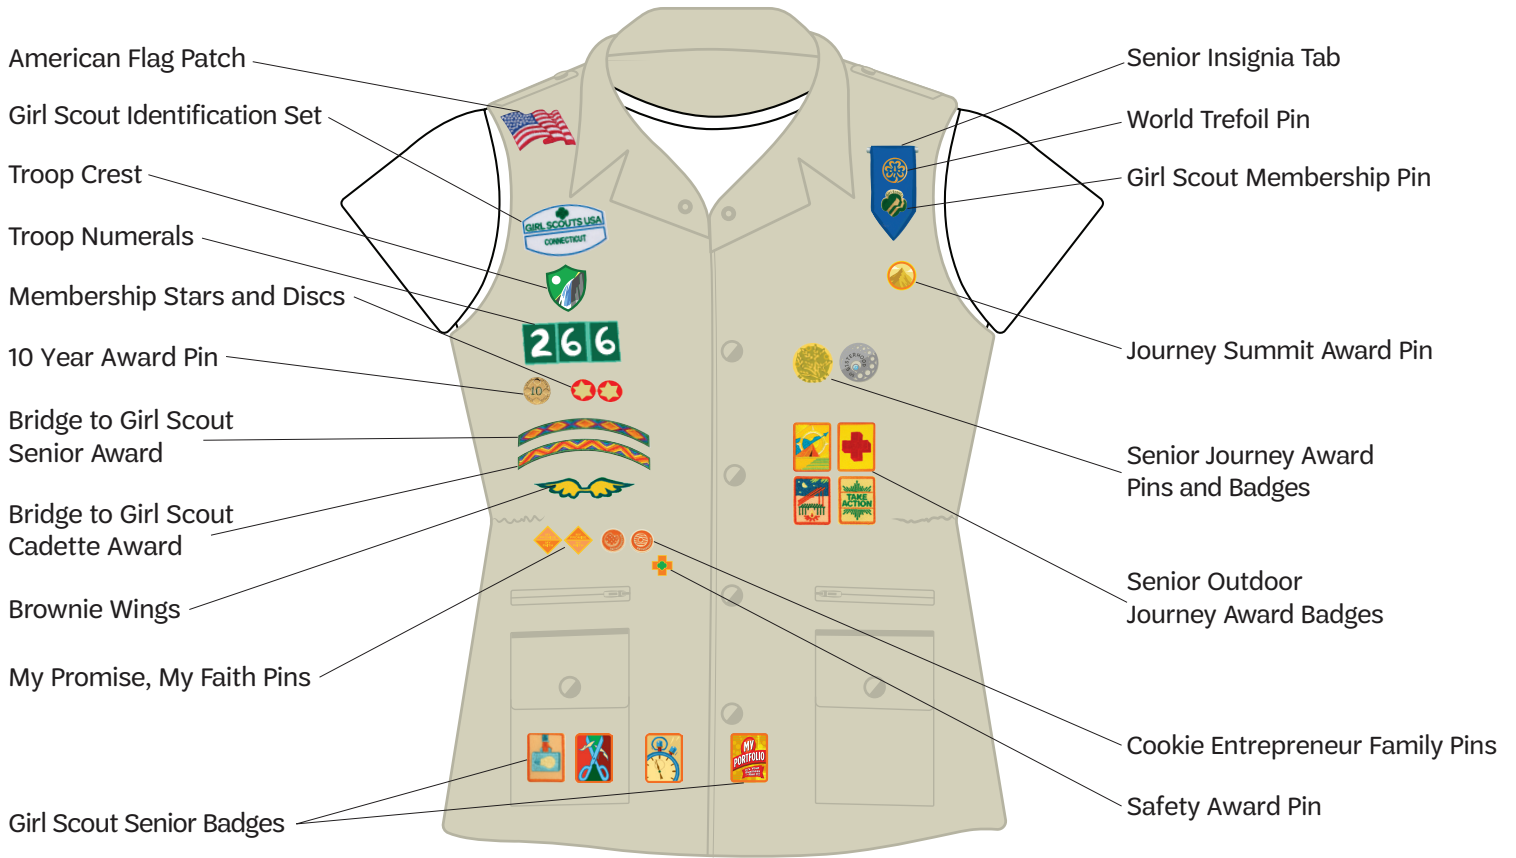 American Flag Patch
Girl Scout Identification Set
Troop Crest
Troop Numerals
Membership Stars and Discs
10 Year Award Pin
Bridge to Girl Scout
Senior Award
Bridge to Girl Scout
Cadette Award
Brownie Wings
My Promise, My Faith Pins
Girl Scout Senior Badges
GIRL SCOUTS USA
CONNECTICUT
266
10
MY
PORTFOLIO
TAKE
ACTION
Senior Insignia Tab
World Trefoil Pin
Girl Scout Membership Pin
Journey Summit Award Pin
Senior Journey Award
Pins and Badges
Senior Outdoor
Journey Award Badges
Cookie Entrepreneur Family Pins
Safety Award Pin